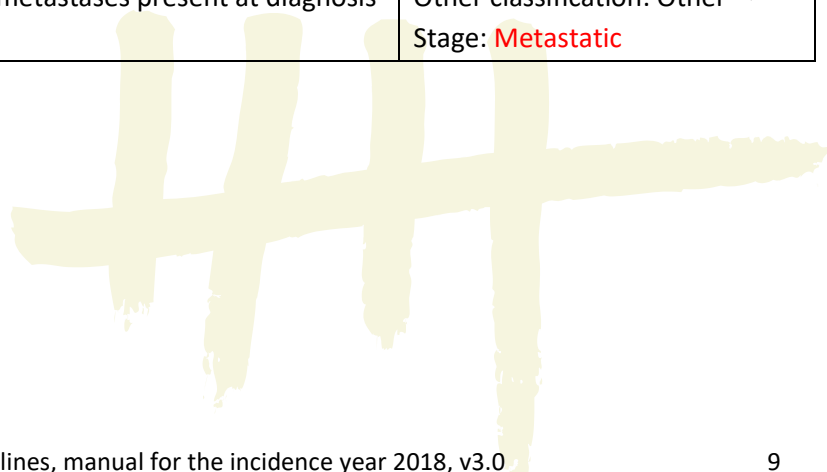 metastases present at diagnosis
Other classification: Other
Stage: Metastatic
lines, manual for the incidence year 2018, v3.0
9